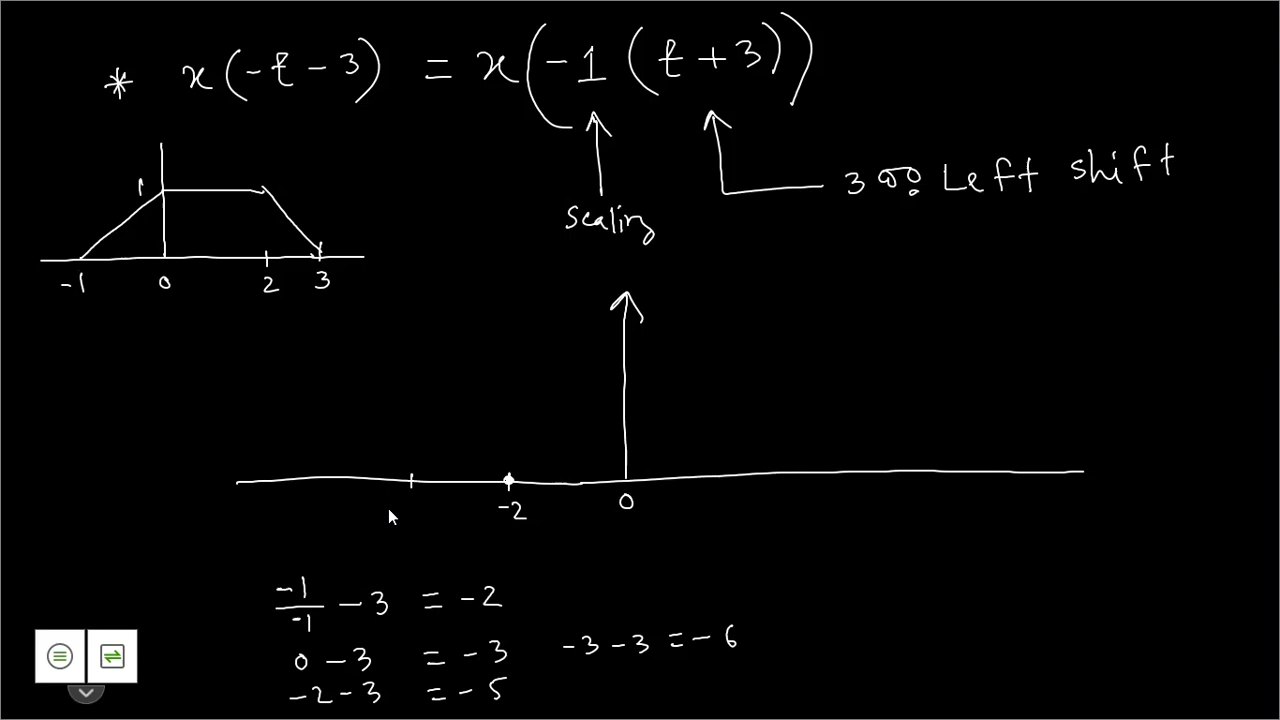 * x(-t-3) = x(-1(t+3))
3 Left shift
scaling
1
-1 0 2 3
-2 0
-1/-1 - 3 = -2
0 - 3 = -3 -3-3 = -6
-2-3 = -5